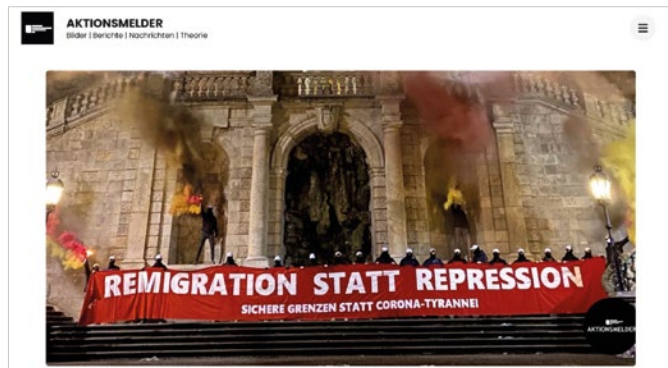 AKTIONSMELDER
Bilder | Berichte | Nachrichten | Theorie
REMIGRATION STATT REPRESSION
SICHERE GRENZEN STATT CORONA-TYRANNEI
AKTIONSMELDER